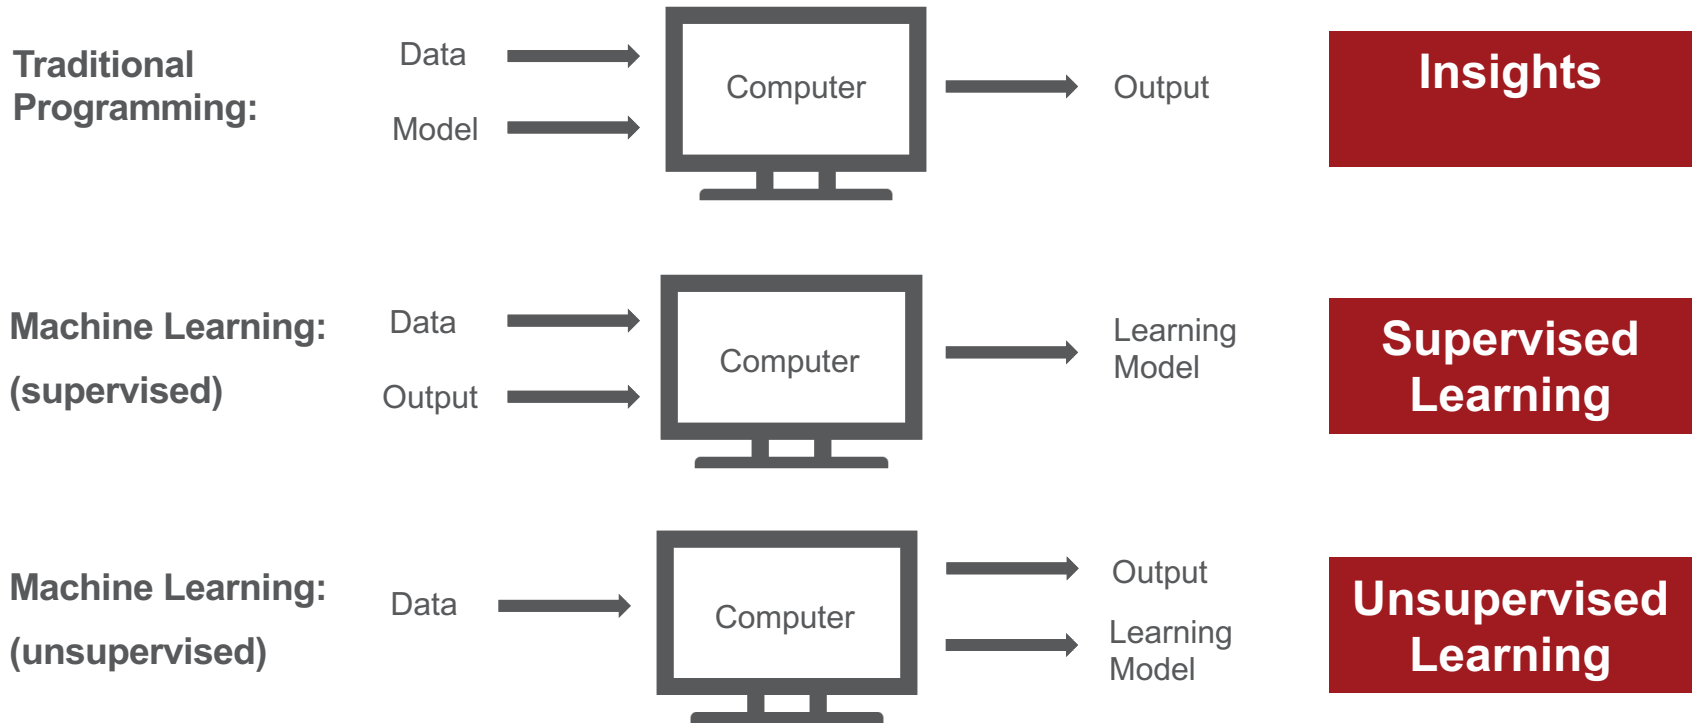 Traditional
Programming:
Data
Model
Computer
Output
Insights
Machine Learning:
(supervised)
Data
Output
Computer
Learning
Model
Supervised
Learning
Machine Learning:
(unsupervised)
Data
Computer
Output
Learning
Model
Unsupervised
Learning